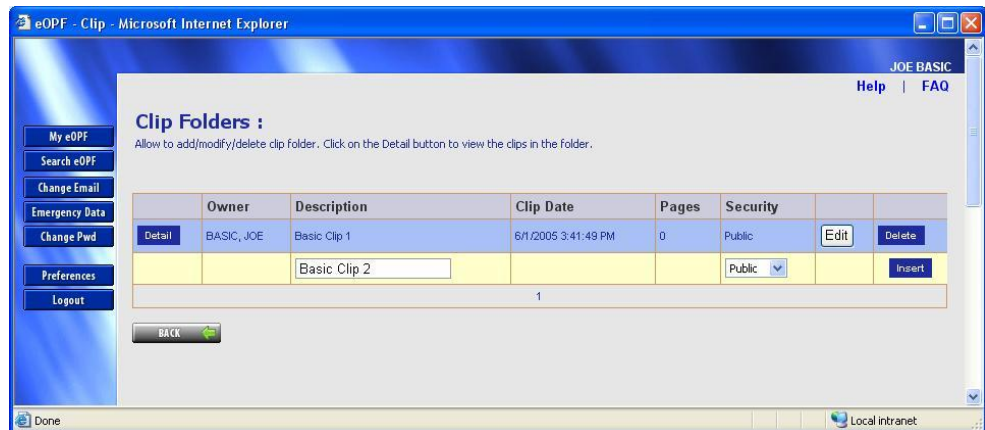 eOPF - Clip - Microsoft Internet Explorer
JOE BASIC
Help | FAQ
My eOPF
Search eOPF
Change Email
Emergency Data
Change Pwd
Preferences
Logout
Clip Folders :
Allow to add/modify/delete clip folder. Click on the Detail button to view the clips in the folder.
Owner Description Clip Date Pages Security
Detail BASIC, JOE Basic Clip 1 6/1/2005 3:41:49 PM 0 Public Edit Delete
Basic Clip 2 Public Insert
1
BACK
Done Local intranet